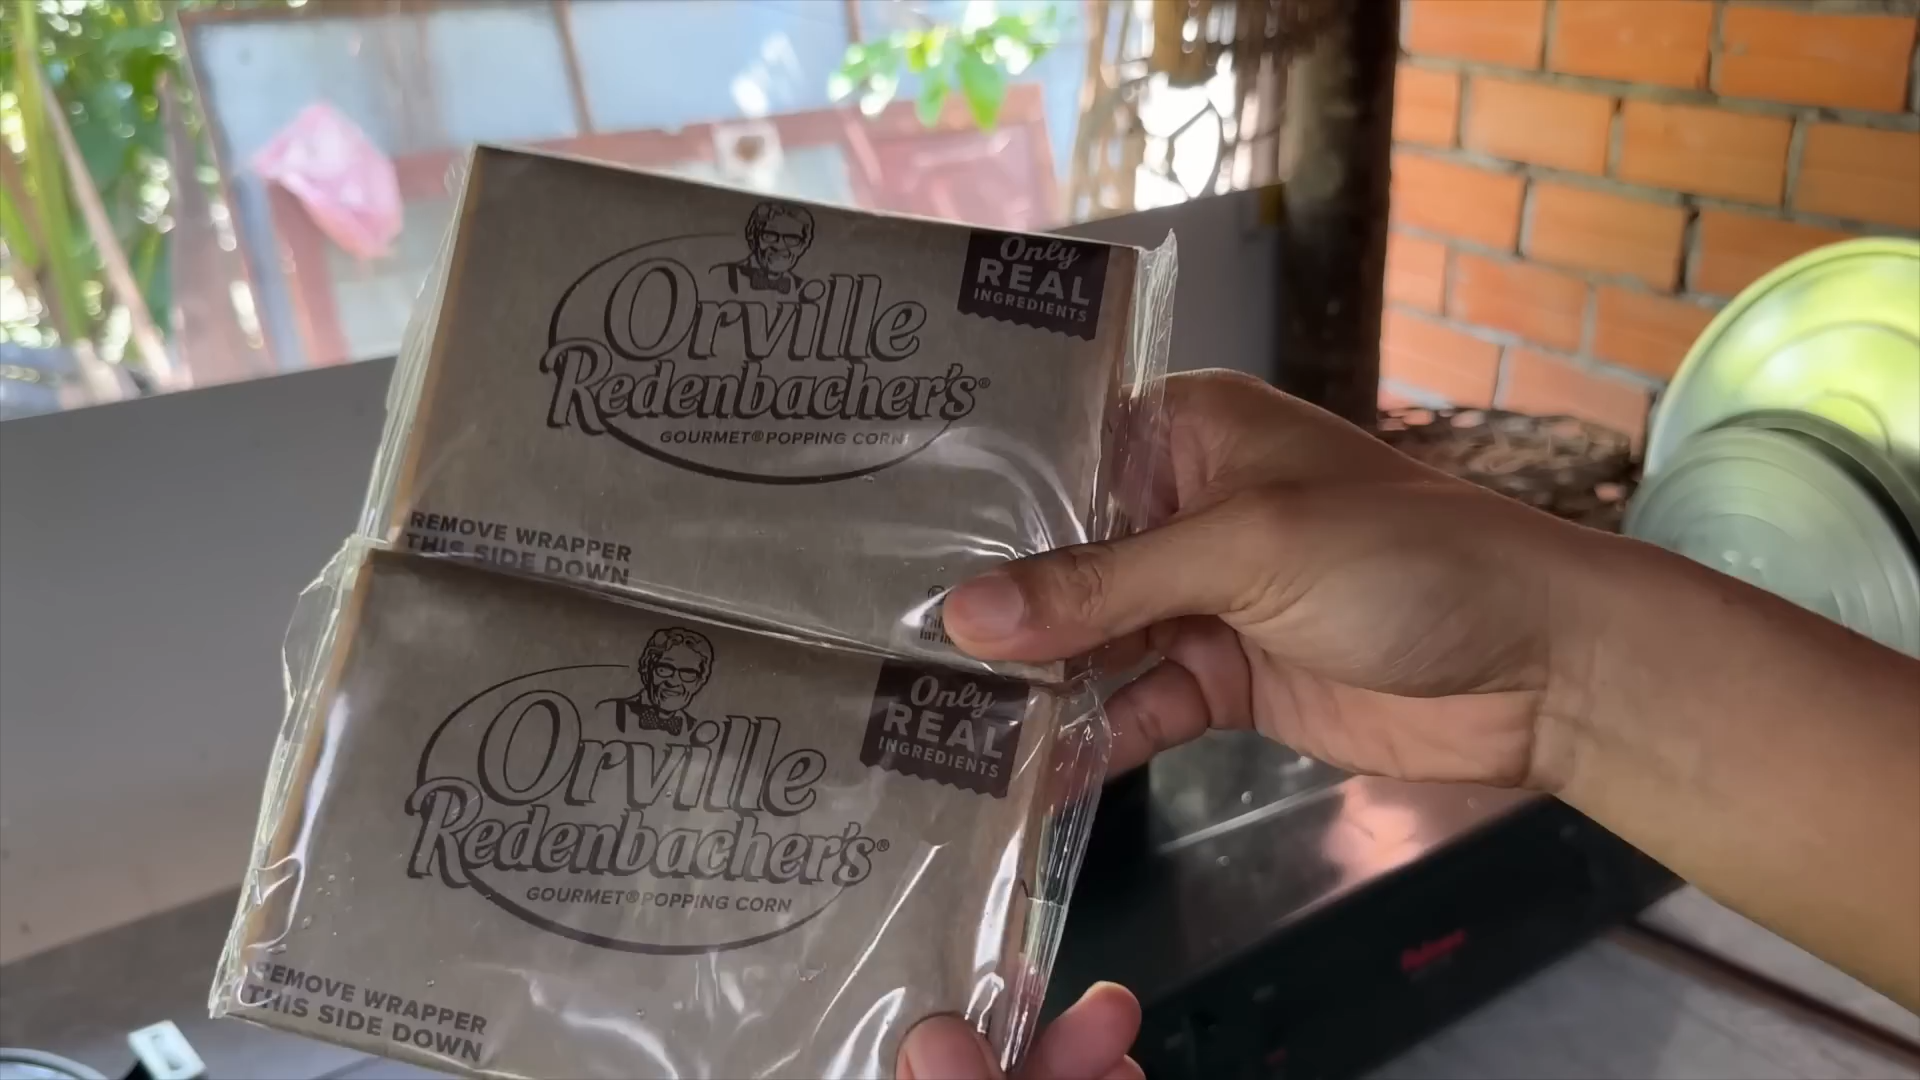 Orville
Redenbacher's®
GOURMET® POPPING CORN
Only
REAL
INGREDIENTS
REMOVE WRAPPER
THIS SIDE DOWN
Orville
Redenbacher's®
GOURMET® POPPING CORN
Only
REAL
INGREDIENTS
REMOVE WRAPPER
THIS SIDE DOWN